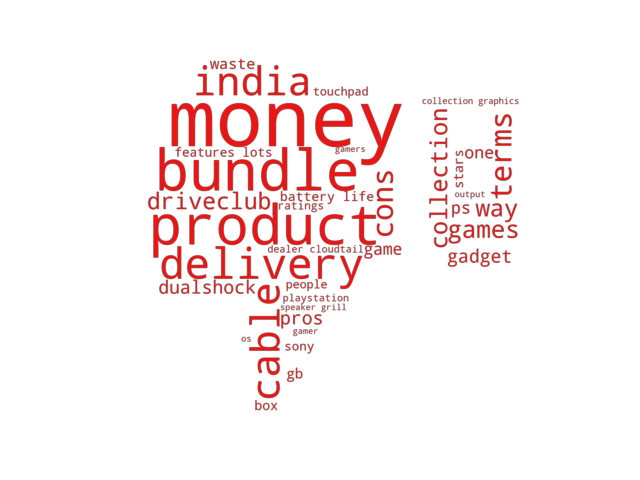 waste
india
touchpad
money
features lots
gamers
bundle
battery life
driveclub
ratings
cons
product
dealer cloudtail
game
delivery
dualshock
people
playstation
speaker grill
cable
pros
gamer
os
sony
gb
box
collection graphics
collection
terms
one
stars
output
ps
way
games
gadget